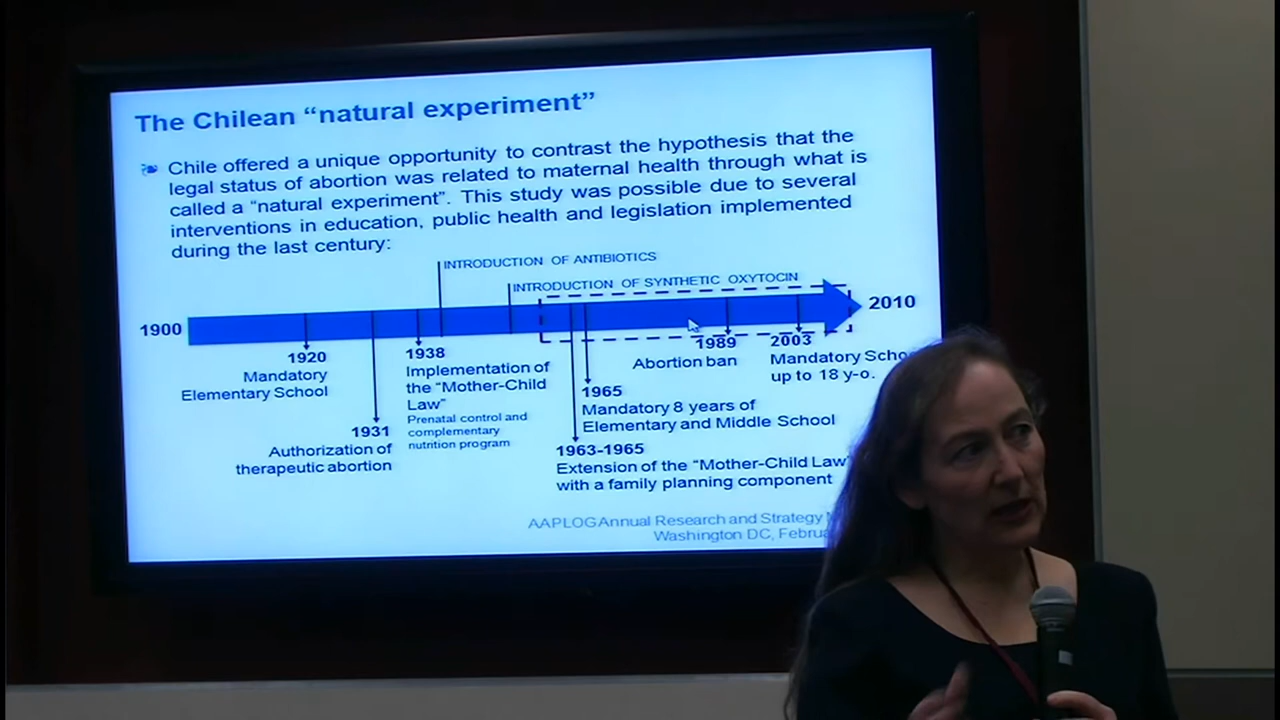 The Chilean “natural experiment”
Chile offered a unique opportunity to contrast the hypothesis that the
legal status of abortion was related to maternal health through what is
called a “natural experiment”. This study was possible due to several
interventions in education, public health and legislation implemented
during the last century:
INTRODUCTION OF ANTIBIOTICS
INTRODUCTION OF SYNTHETIC OXYTOCIN
1900
2010
1920
Mandatory
Elementary School
1931
Authorization of
therapeutic abortion
1938
Implementation of
the “Mother-Child
Law”
Prenatal control and
complementary
nutrition program
1963-1965
Extension of the “Mother-Child Law”
with a family planning component
1965
Mandatory 8 years of
Elementary and Middle School
1989
Abortion ban
2003
Mandatory Scho
up to 18 y-o.
AAPLOG Annual Research and Strategy
Washington DC,